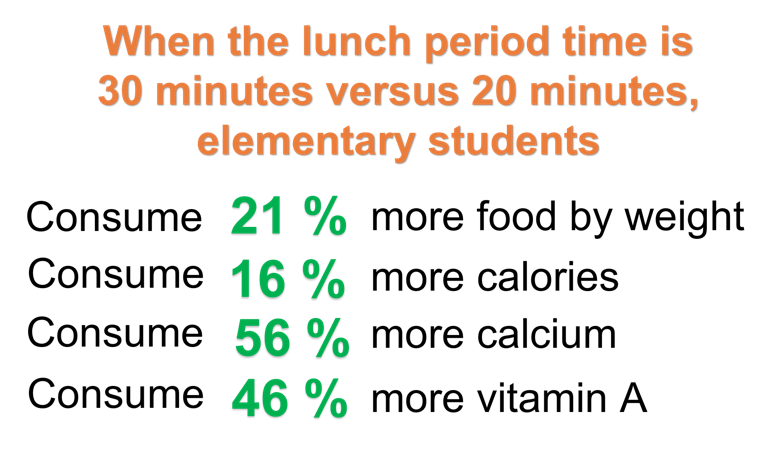 When the lunch period time is
30 minutes versus 20 minutes,
elementary students
Consume 21 % more food by weight
Consume 16 % more calories
Consume 56 % more calcium
Consume 46 % more vitamin A